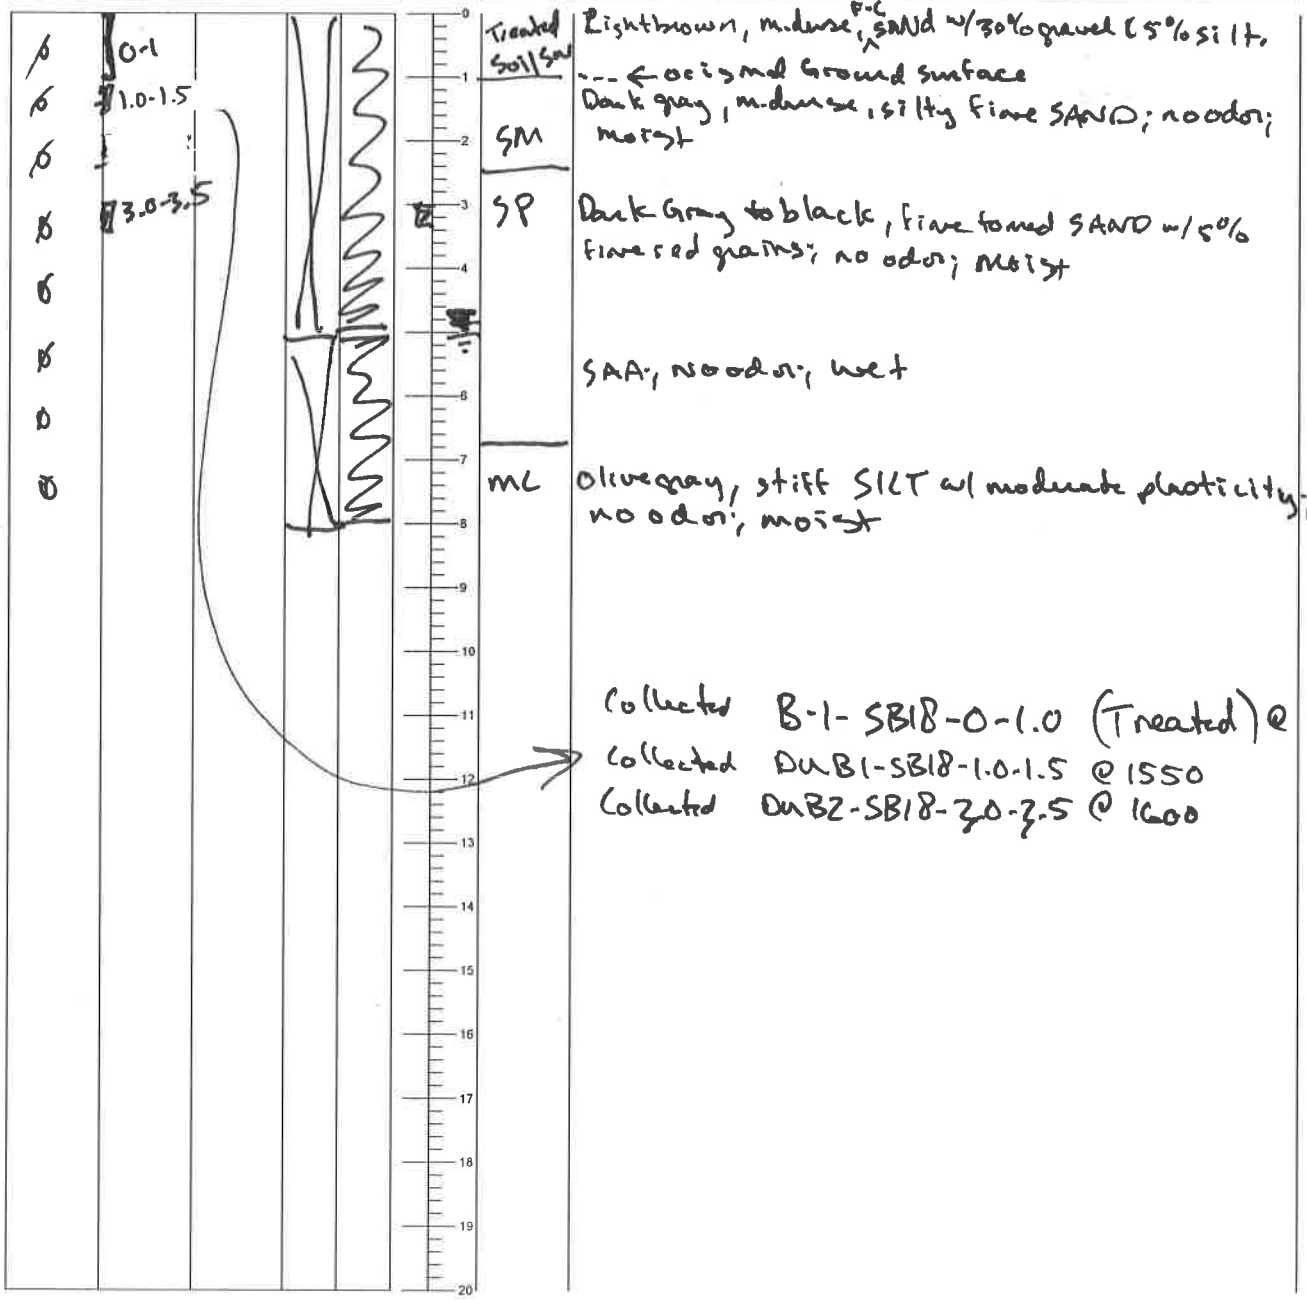 0
Treated Soil/SM
Lightbrown, m.dense, F-C SAND w/30% gravel & 5% silt.
Ø
0-1
1
--- ← original Ground surface
Ø
1.0-1.5
Dark gray, m.dense, silty Fine SAND; no odor;
moist
2
SM
Ø
3
SP
3.0-3.5
Dark Gray to black, fine to med SAND w/5%
fine red grains; no odor; moist
Ø
4
Ø
SAA; no odor; wet
Ø
6
Ø
7
ML
Olive gray, stiff SILT w/ moderate plasticity;
no odor; moist
Ø
8
9
10
11
Collected B-1-SB18-0-1.0 (Treated) @
Collected DUB1-SB18-1.0-1.5 @ 1550
12
Collected DUB2-SB18-3.0-3.5 @ 1600
13
14
15
16
17
18
19
20